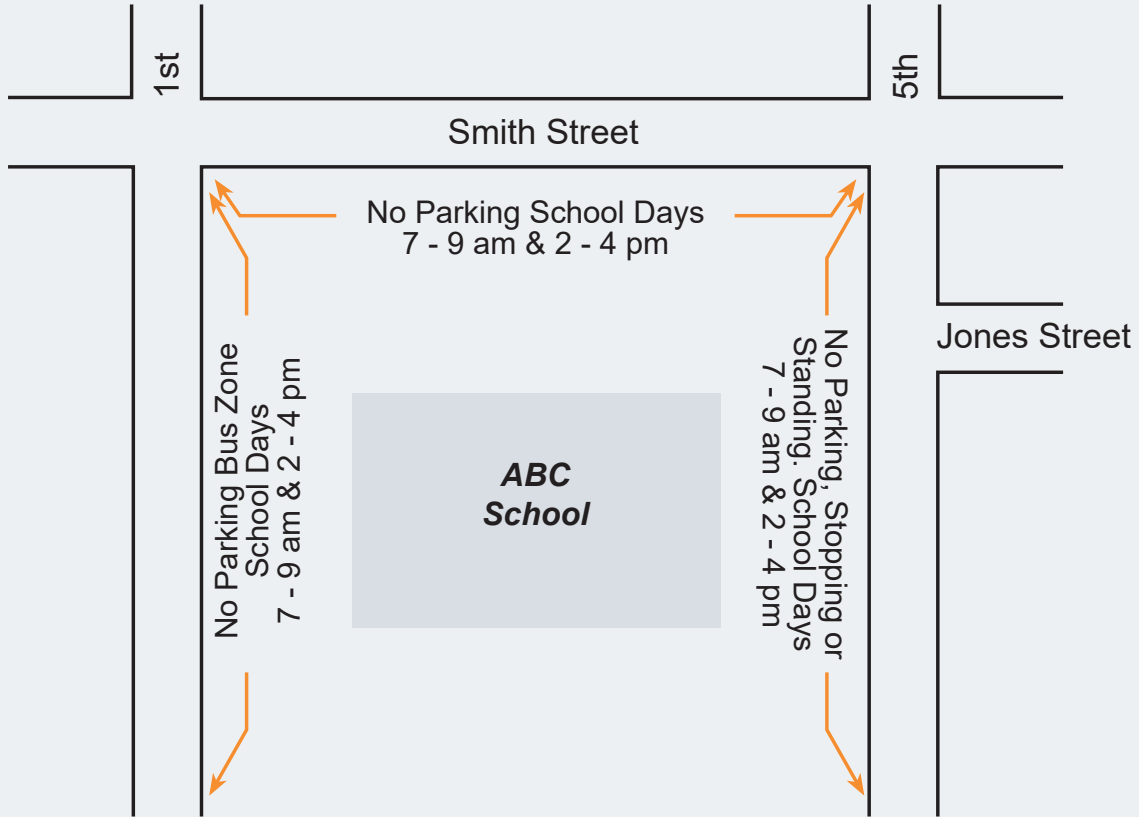 1st
5th
Smith Street
No Parking School Days
7 - 9 am & 2 - 4 pm
Jones Street
No Parking Bus Zone
School Days
7 - 9 am & 2 - 4 pm
ABC
School
No Parking, Stopping or
Standing. School Days
7 - 9 am & 2 - 4 pm